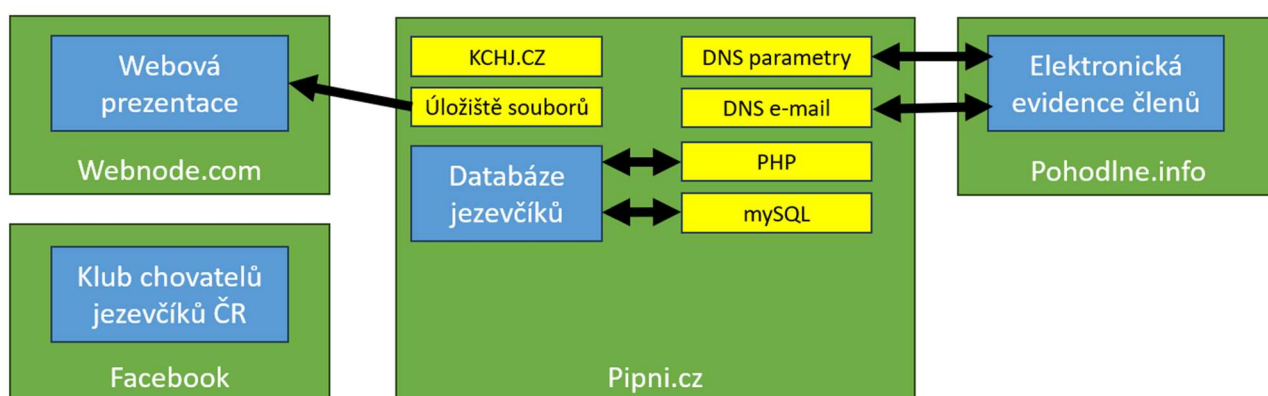 Webová
prezentace
Webnode.com
Klub chovatelů
jezevčíků ČR
Facebook
KCHJ.CZ
Úložiště souborů
Databáze
jezevčíků
DNS parametry
DNS e-mail
PHP
mySQL
Pipni.cz
Elektronická
evidence členů
Pohodlne.info